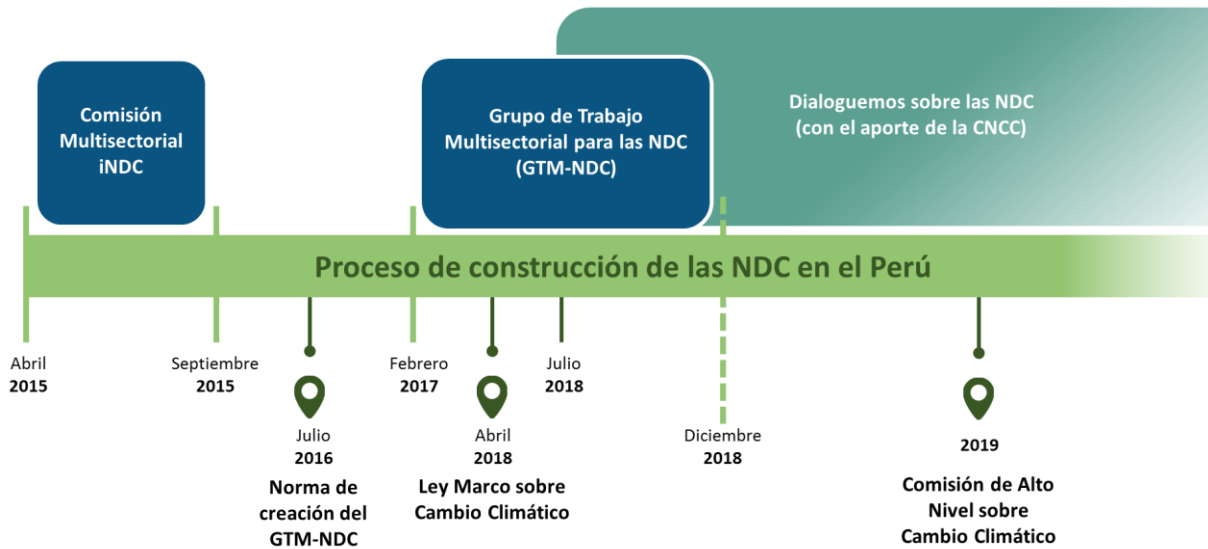 Comisión
Multisectorial
iNDC
Grupo de Trabajo
Multisectorial para las NDC
(GTM-NDC)
Dialoguemos sobre las NDC
(con el aporte de la CNCC)
Proceso de construcción de las NDC en el Perú
Abril
2015
Septiembre
2015
Julio
2016
Norma de
creación del
GTM-NDC
Febrero
2017
Abril
2018
Ley Marco sobre
Cambio Climático
Julio
2018
Diciembre
2018
2019
Comisión de Alto
Nivel sobre
Cambio Climático